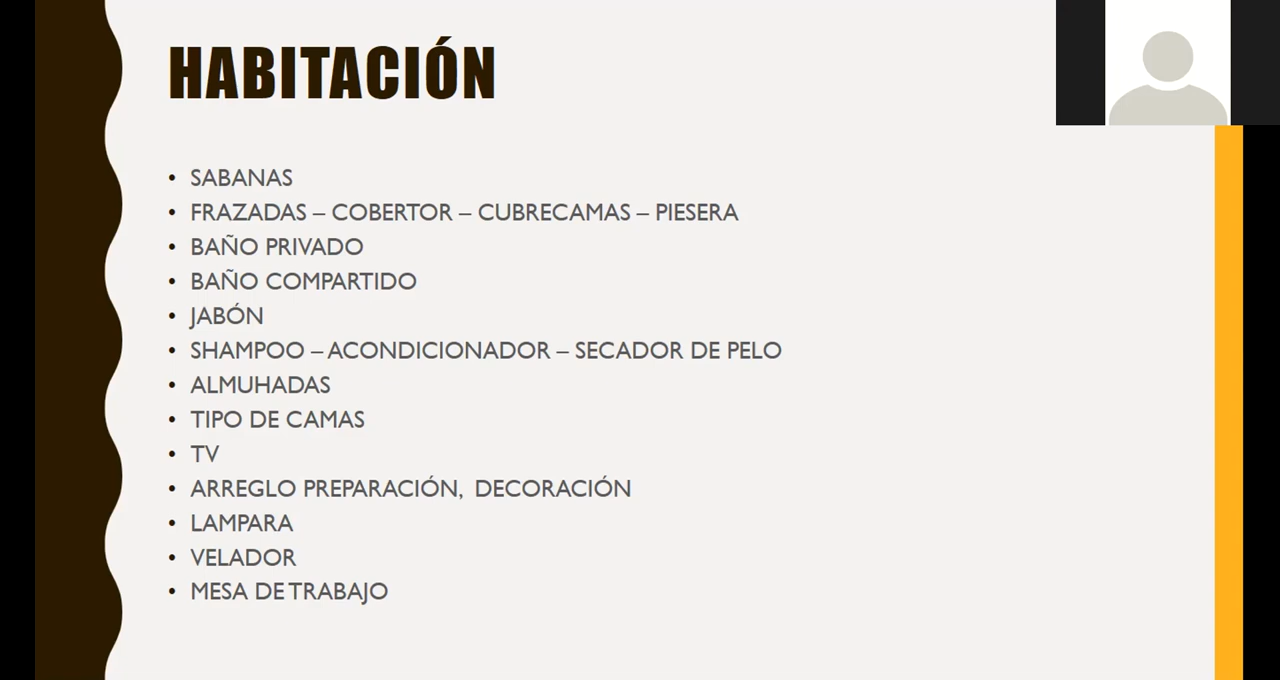 HABITACIÓN
• SABANAS
• FRAZADAS – COBERTOR – CUBRECAMAS – PIESERA
• BAÑO PRIVADO
• BAÑO COMPARTIDO
• JABÓN
• SHAMPOO – ACONDICIONADOR – SECADOR DE PELO
• ALMUHADAS
• TIPO DE CAMAS
• TV
• ARREGLO PREPARACIÓN, DECORACIÓN
• LAMPARA
• VELADOR
• MESA DE TRABAJO